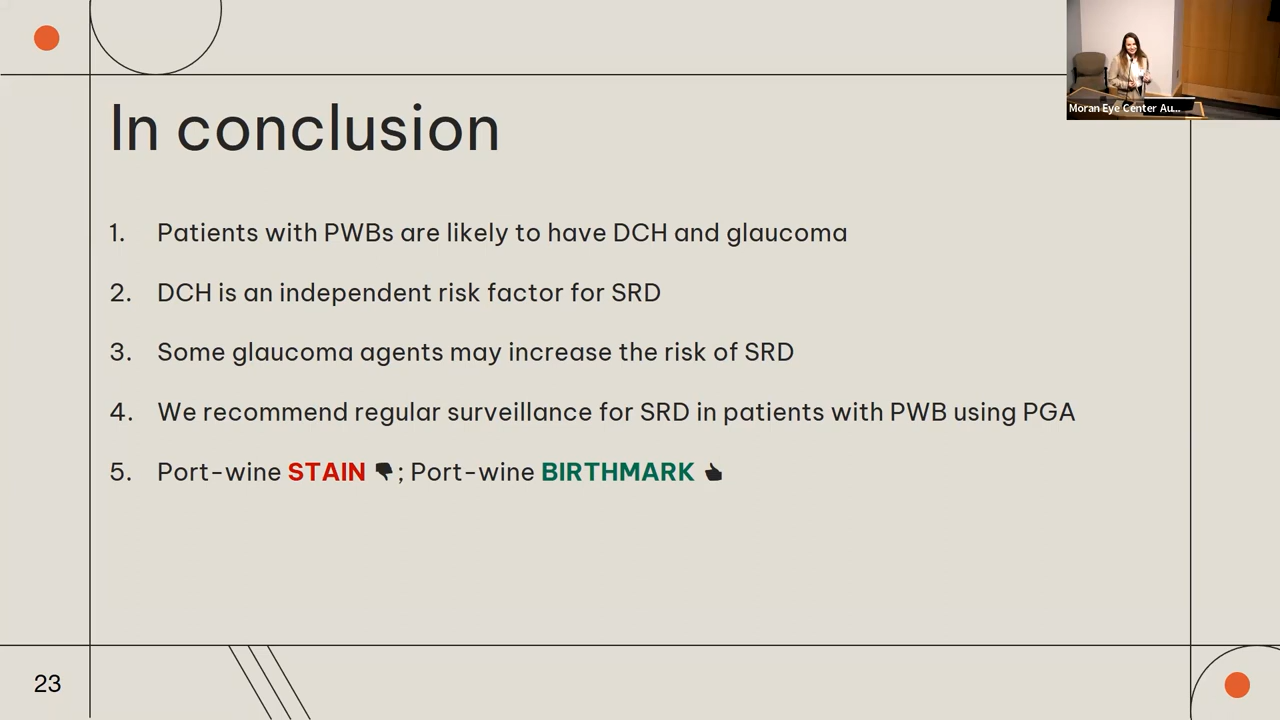 Moran Eye Center Au...
In conclusion
1. Patients with PWBs are likely to have DCH and glaucoma
2. DCH is an independent risk factor for SRD
3. Some glaucoma agents may increase the risk of SRD
4. We recommend regular surveillance for SRD in patients with PWB using PGA
5. Port-wine STAIN 👎; Port-wine BIRTHMARK 👍
23